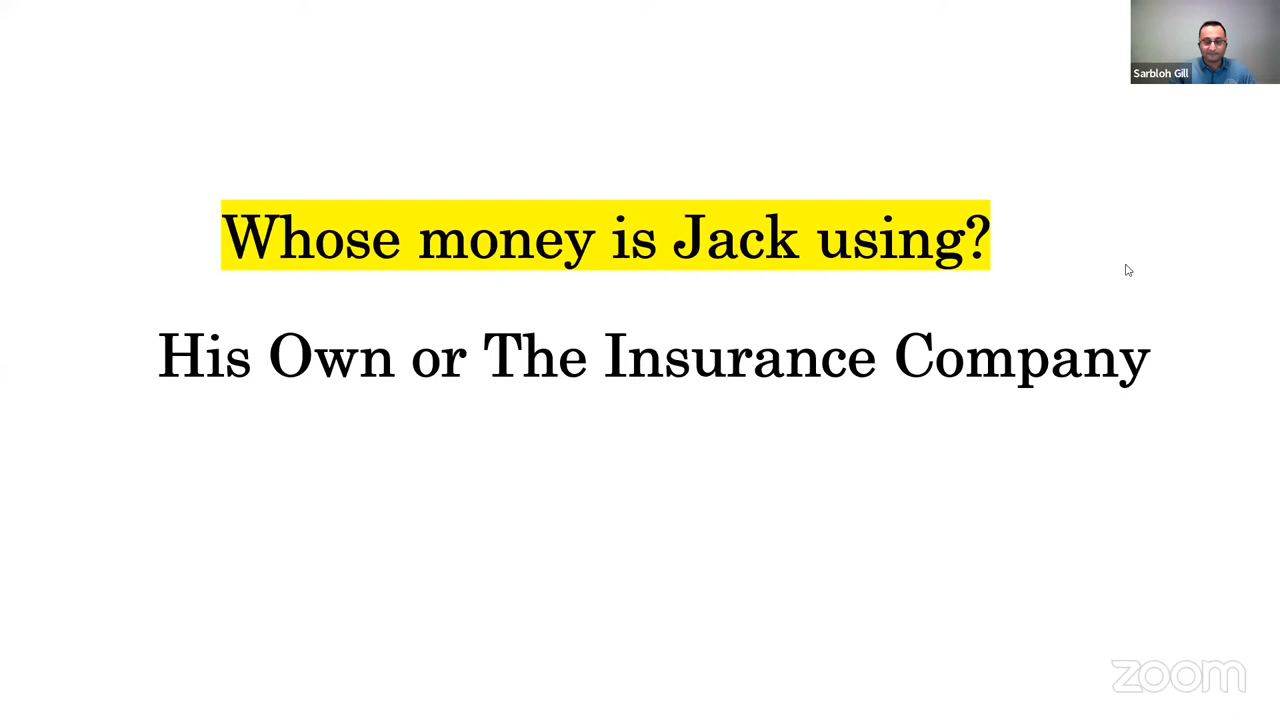 Sarbloh Gill
Whose money is Jack using?
His Own or The Insurance Company
zoom